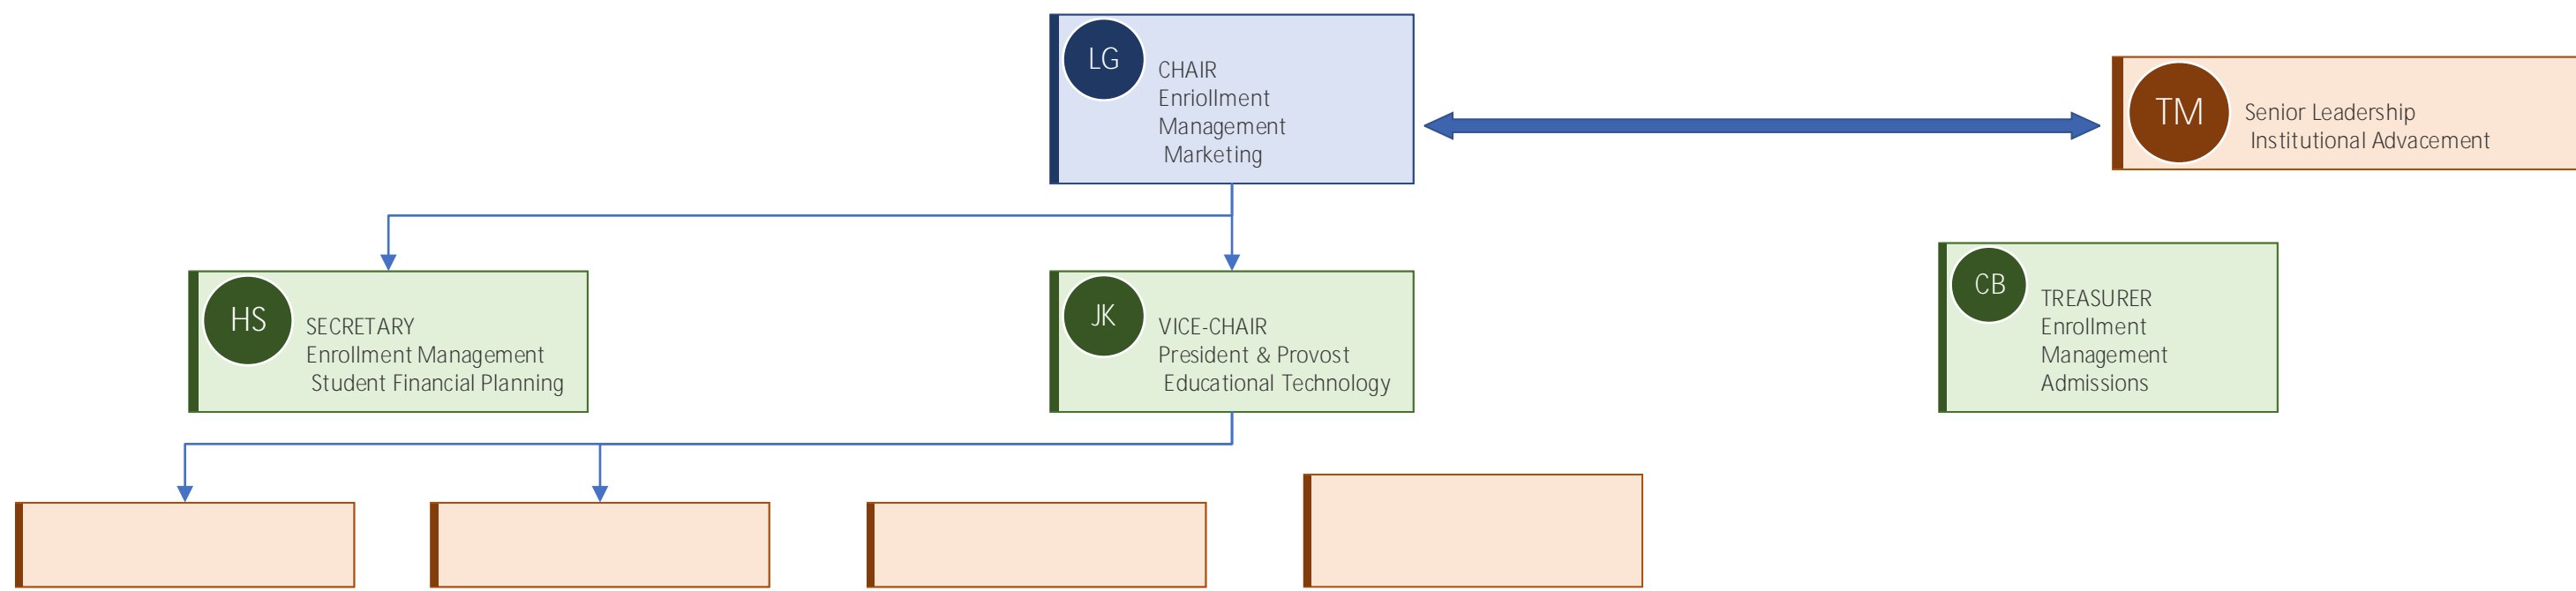 LG
CHAIR
Enriollment
Management
Marketing
TM
Senior Leadership
Institutional Advacement
HS
SECRETARY
Enrollment Management
Student Financial Planning
JK
VICE-CHAIR
President & Provost
Educational Technology
CB
TREASURER
Enrollment
Management
Admissions